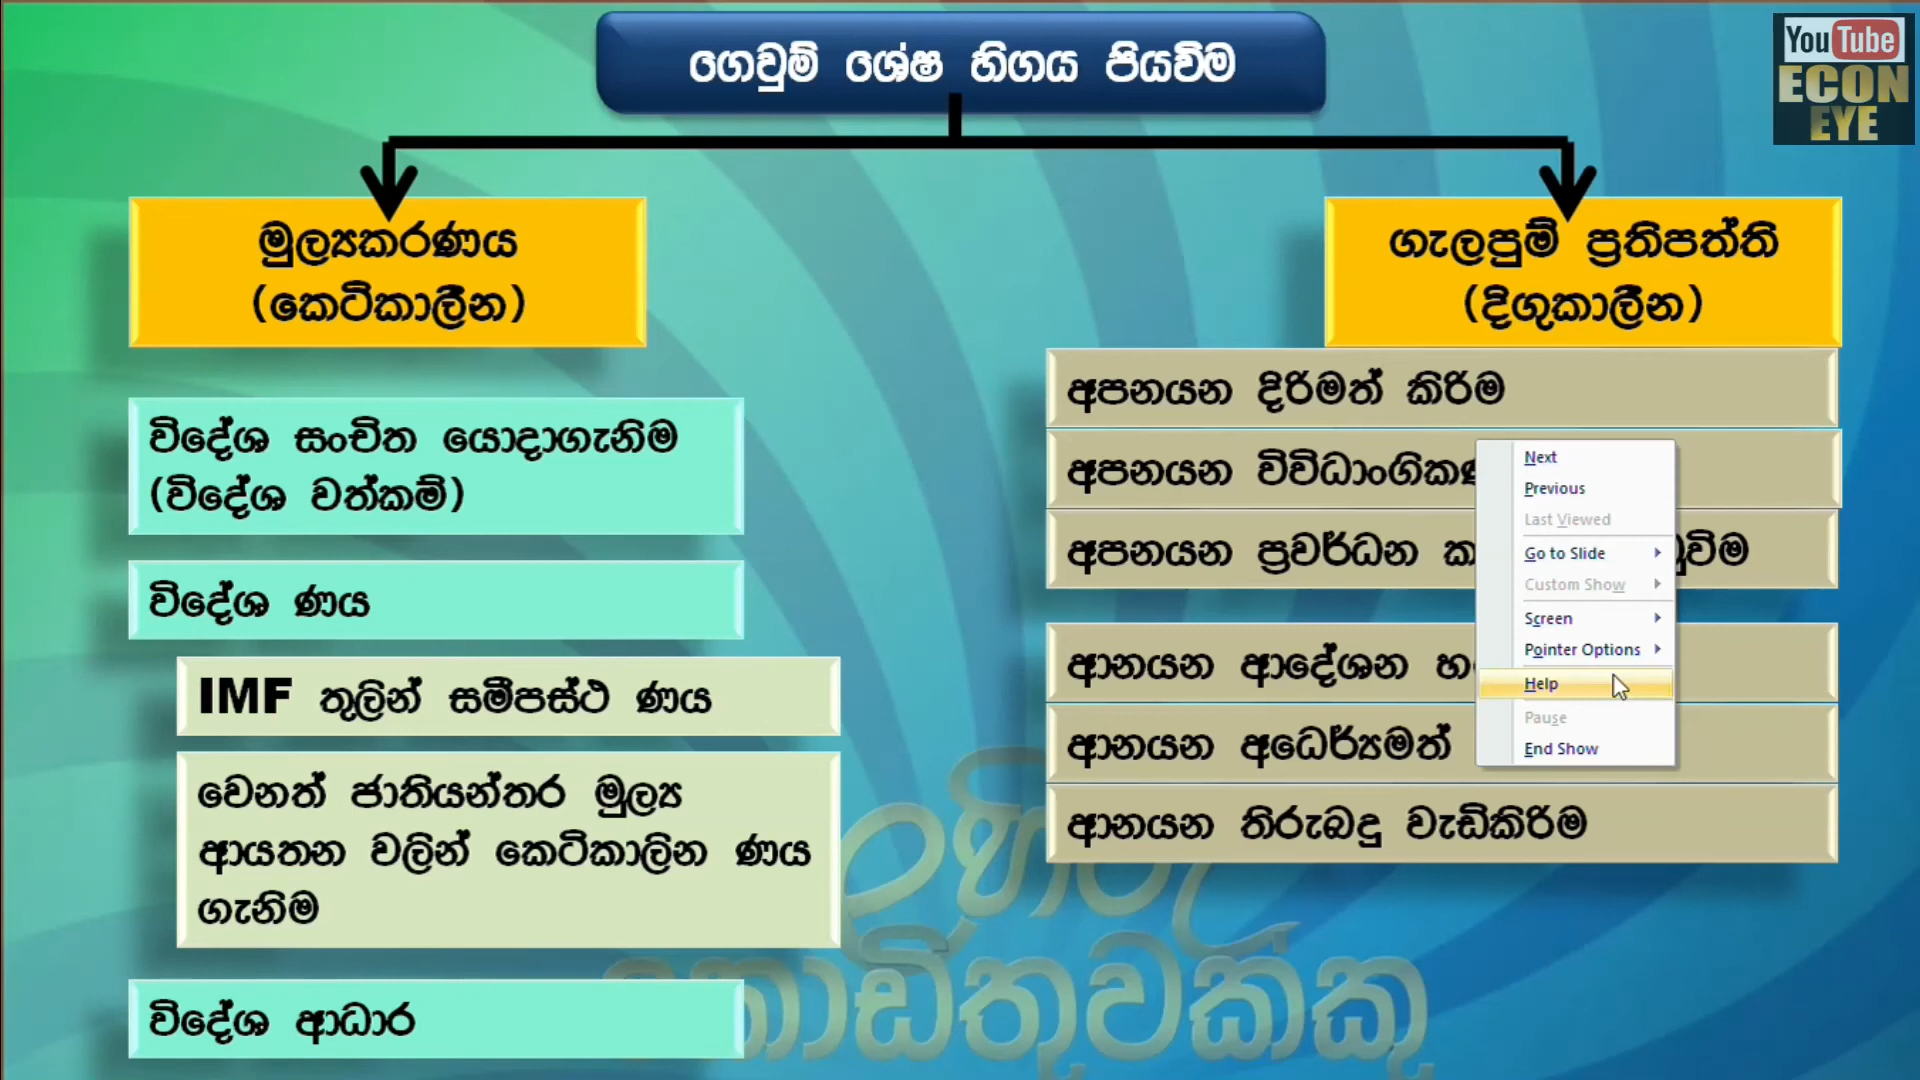 ගෙවුම් ශේෂ හිගය පියවීම
You Tube
ECON
EYE
මුල්‍යකරණය
(කෙටිකාලීන)
විදේශ සංචිත යොදාගැනිම
(විදේශ වත්කම්)
විදේශ ණය
IMF තුලින් සමීපස්ථ ණය
වෙනත් ජාතියන්තර මුල්‍ය
ආයතන වලින් කෙටිකාලින ණය
ගැනිම
විදේශ ආධාර
ගැලපුම් ප්‍රතිපත්ති
(දිගුකාලීන)
අපනයන දිරිමත් කිරිම
අපනයන
අපනයන ප්‍රවර්ධන
ආනයන ආදේශන
ආනයන අධෛර්යමත්
ආනයන තිරුබදු වැඩිකිරිම
Next
Previous
Last Viewed
Go to Slide
Custom Show
Screen
Pointer Options
Help
Pause
End Show